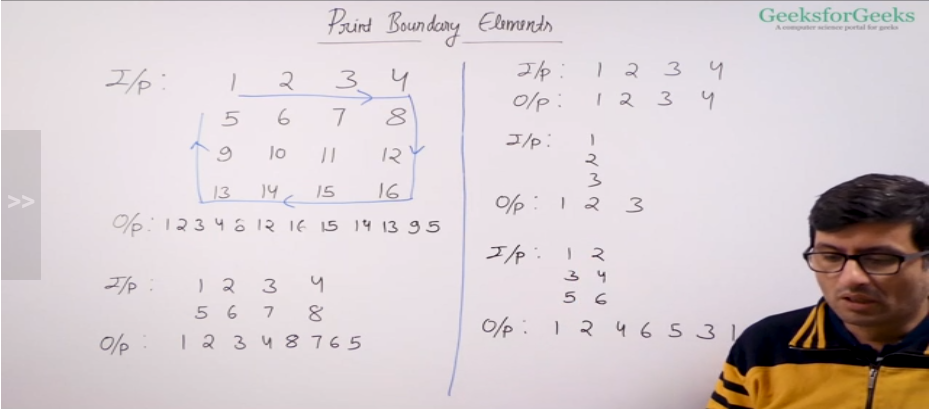 Print Boundary Elements
GeeksforGeeks
A computer science portal for geeks
I/p: 1 2 3 4
5 6 7 8
9 10 11 12
13 14 15 16
O/p: 1 2 3 4 8 12 16 15 14 13 9 5
I/p: 1 2 3 4
5 6 7 8
O/p: 1 2 3 4 8 7 6 5
I/p: 1 2 3 4
O/p: 1 2 3 4
I/p: 1
2
3
O/p: 1 2 3
I/p: 1 2
3 4
5 6
O/p: 1 2 4 6 5 3 1
>>